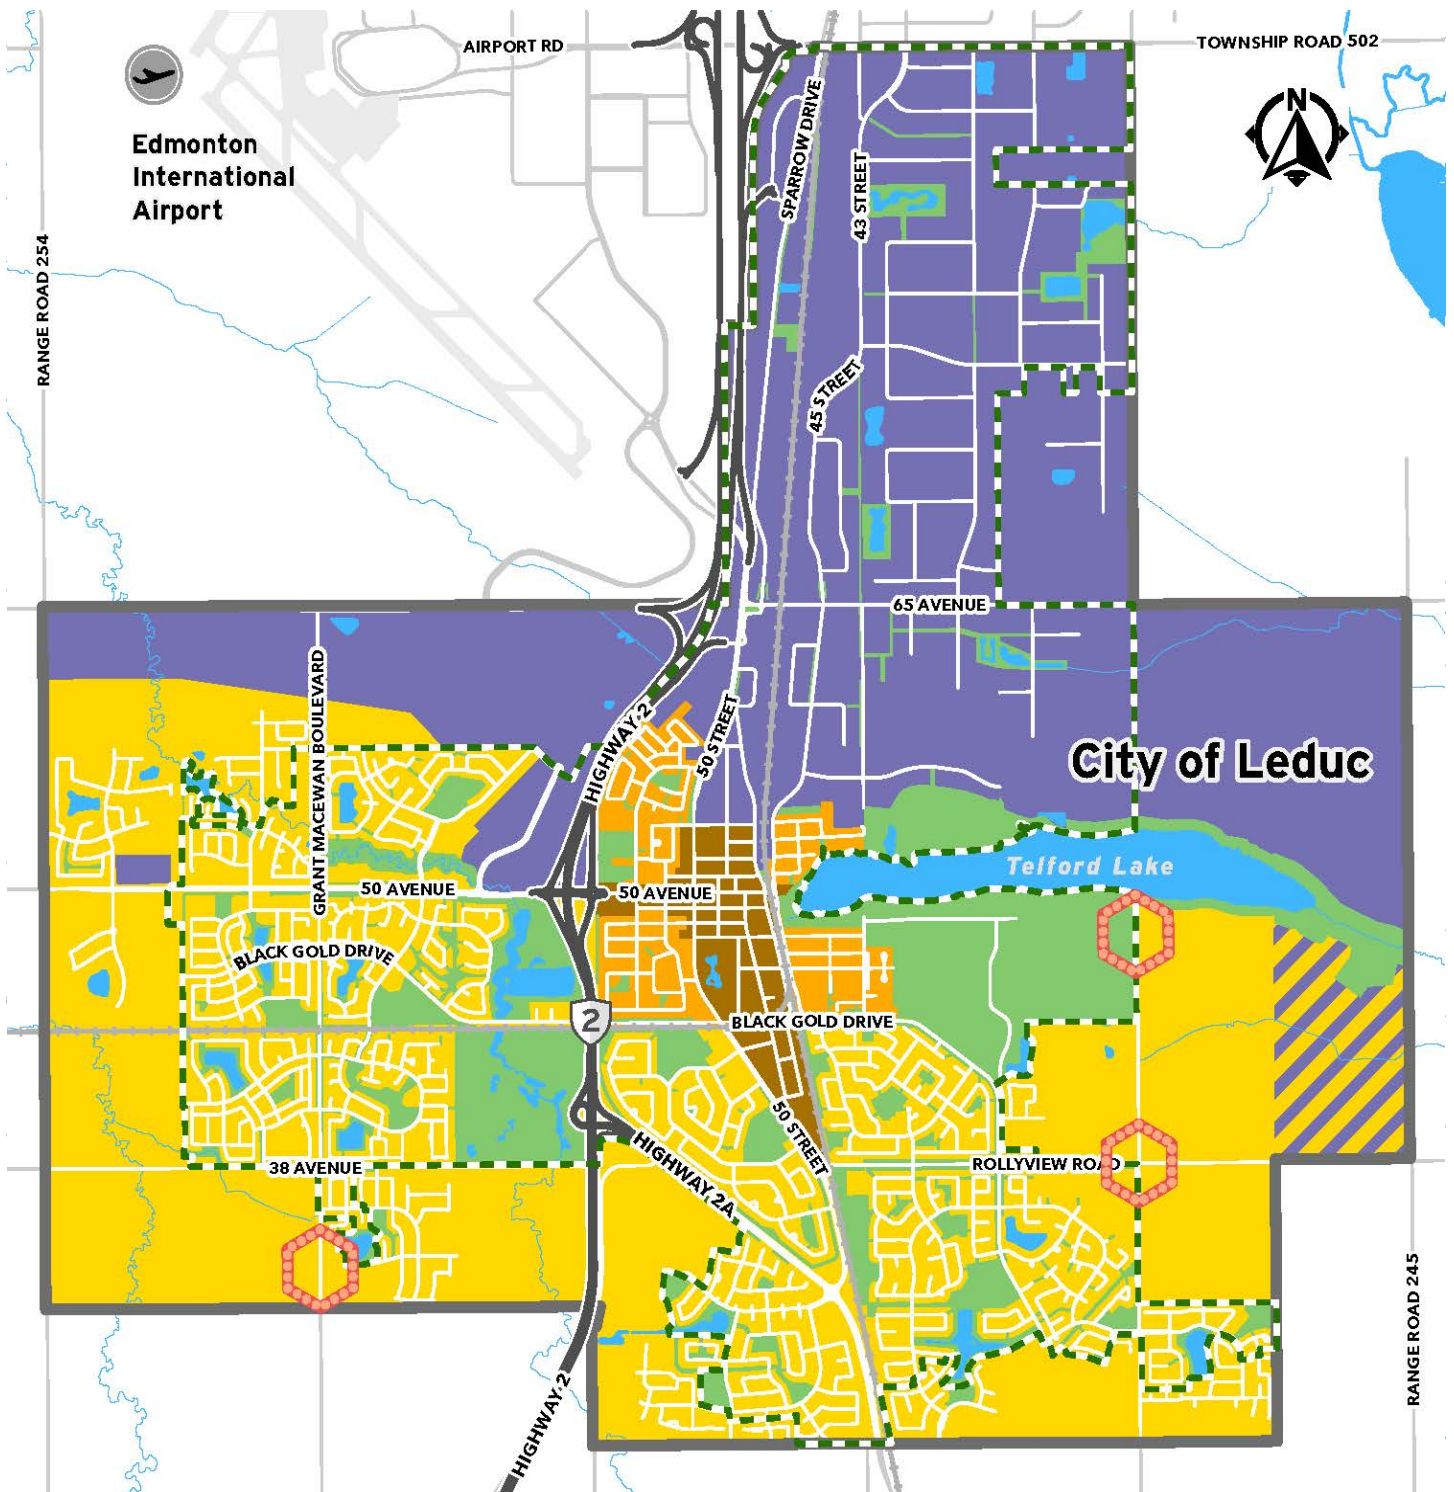 AIRPORT RD
TOWNSHIP ROAD 502
N
Edmonton
International
Airport
SPARROW DRIVE
43 STREET
RANGE ROAD 254
45 STREET
65 AVENUE
GRANT MACEWAN BOULEVARD
HIGHWAY 2
50 STREET
City of Leduc
Telford Lake
50 AVENUE
50 AVENUE
BLACK GOLD DRIVE
2
BLACK GOLD DRIVE
50 STREET
38 AVENUE
HIGHWAY 2A
ROLLYVIEW ROAD
RANGE ROAD 245
HIGHWAY 2